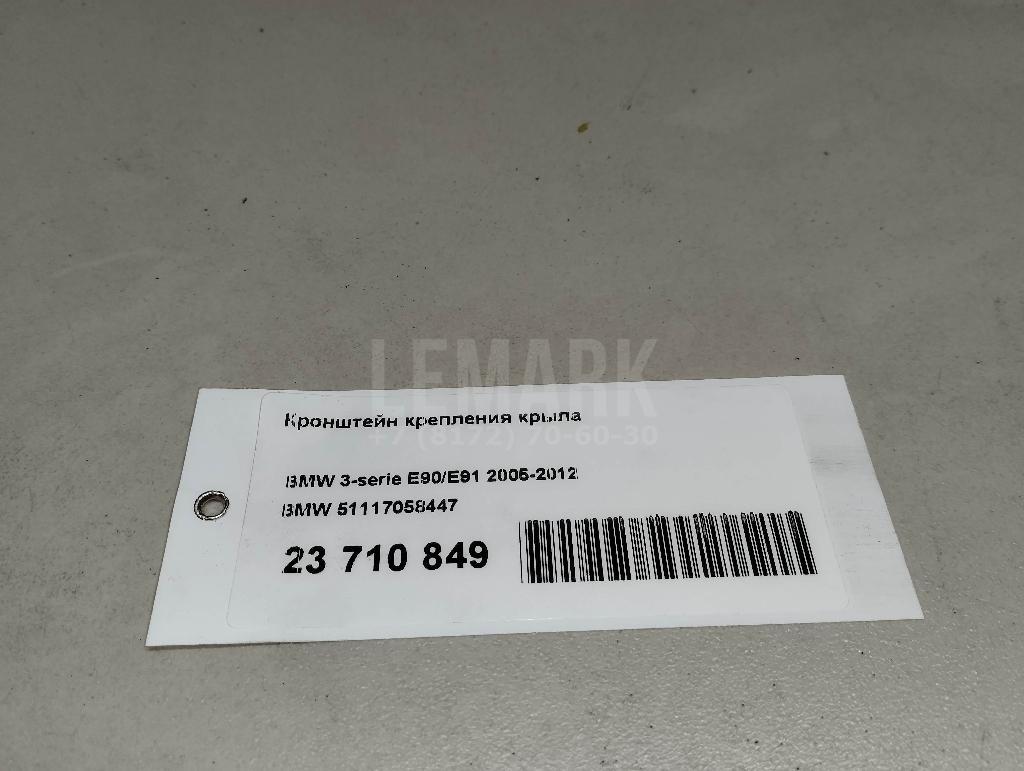 LEMARK
+7 (8172) 70-60-30
Кронштейн крепления крыла
BMW 3-serie E90/E91 2005-2012
BMW 51117058447
23 710 849